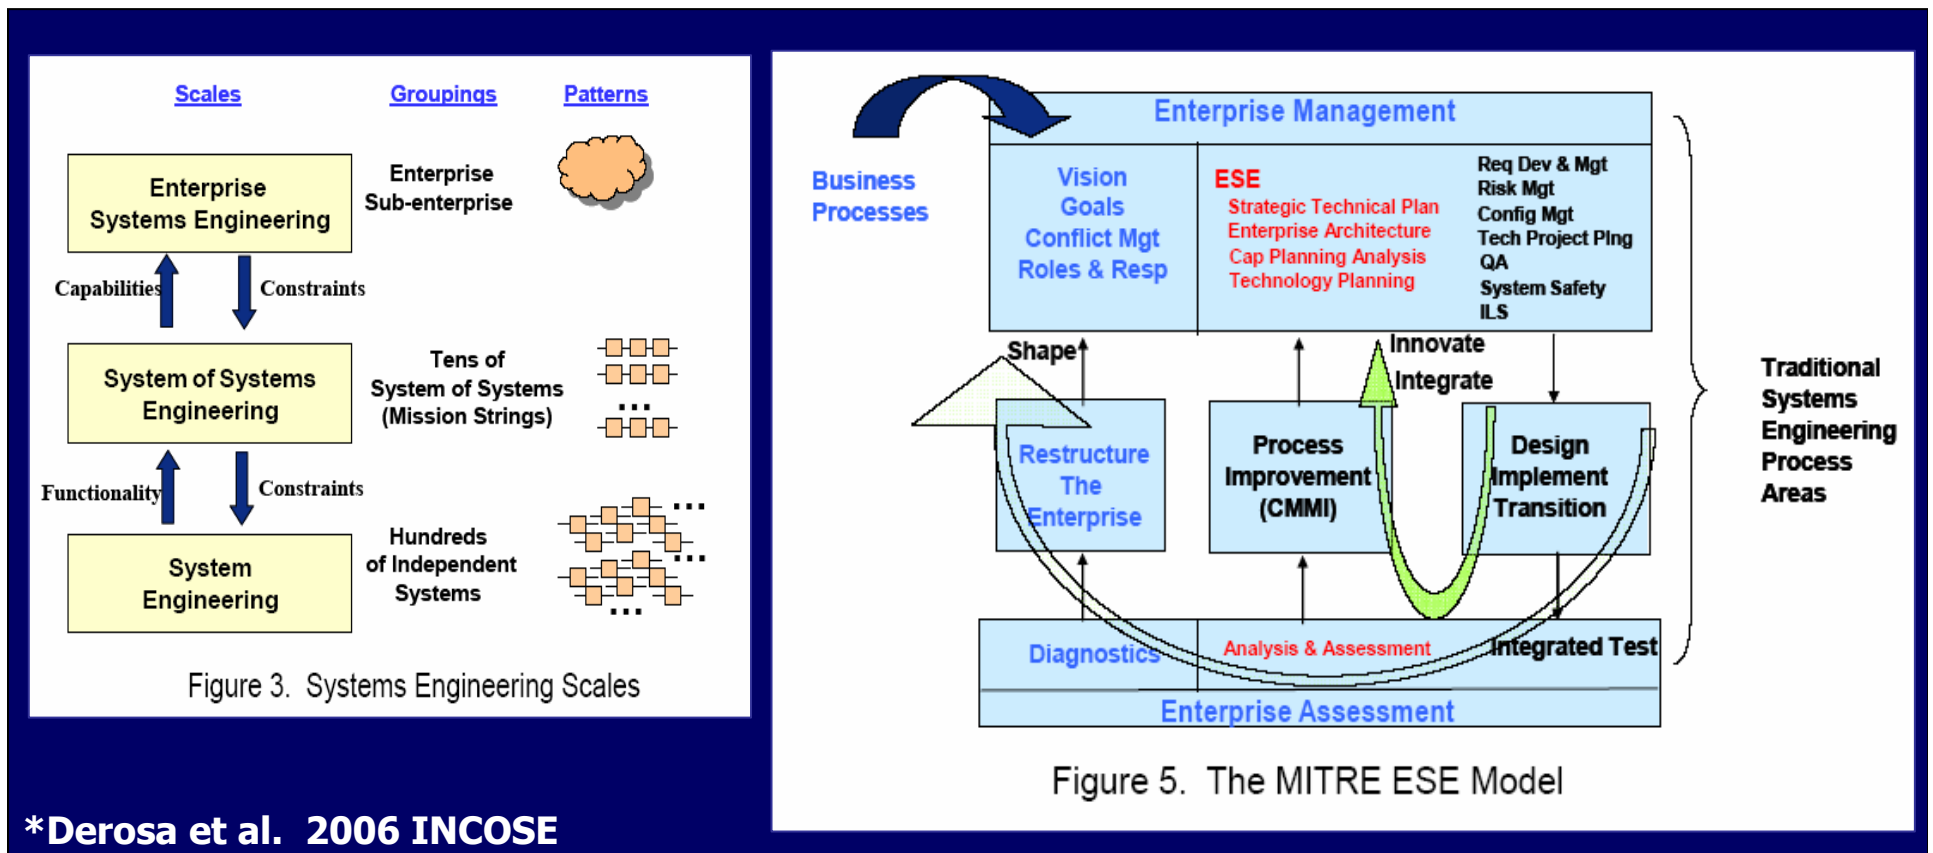 Scales
Groupings
Patterns
Enterprise
Systems Engineering
Enterprise
Sub-enterprise
Capabilities
Constraints
System of Systems
Engineering
Tens of
System of Systems
(Mission Strings)
...
Functionality
Constraints
System
Engineering
Hundreds
of Independent
Systems
...
...
...
Figure 3. Systems Engineering Scales
*Derosa et al. 2006 INCOSE
Business
Processes
Enterprise Management
Vision
Goals
Conflict Mgt
Roles & Resp
ESE
Strategic Technical Plan
Enterprise Architecture
Cap Planning Analysis
Technology Planning
Req Dev & Mgt
Risk Mgt
Config Mgt
Tech Project Plng
QA
System Safety
ILS
Shape
Innovate
Integrate
Restructure
The
Enterprise
Process
Improvement
(CMMI)
Design
Implement
Transition
Diagnostics
Analysis & Assessment
Integrated Test
Enterprise Assessment
Traditional
Systems
Engineering
Process
Areas
Figure 5. The MITRE ESE Model